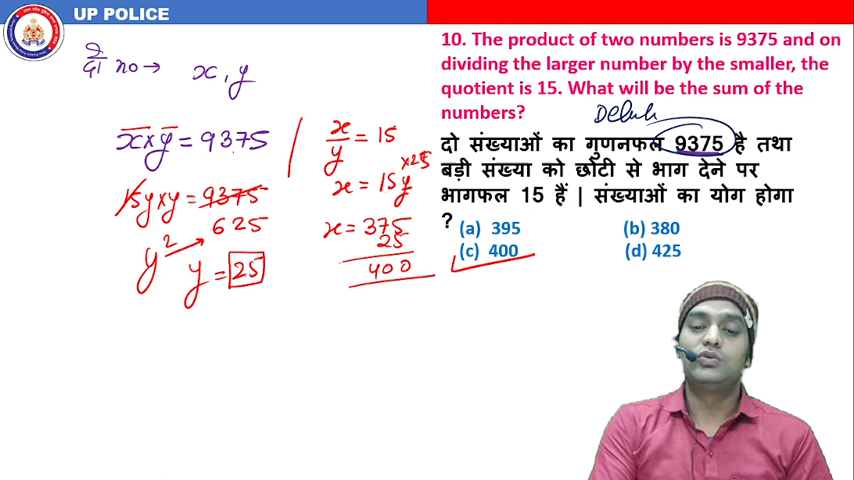 UP POLICE
10. The product of two numbers is 9375 and on
dividing the larger number by the smaller, the
quotient is 15. What will be the sum of the
numbers?
दो संख्याओं का गुणनफल 9375 है तथा
बड़ी संख्या को छोटी से भाग देने पर
भागफल 15 हैं | संख्याओं का योग होगा
?
(a) 395 (b) 380
(c) 400 (d) 425
no → x, y
x×y = 9375
15y×y = 9375
625
y²
y = 25
x/y = 15
×25
x = 15y
x = 375
25
400